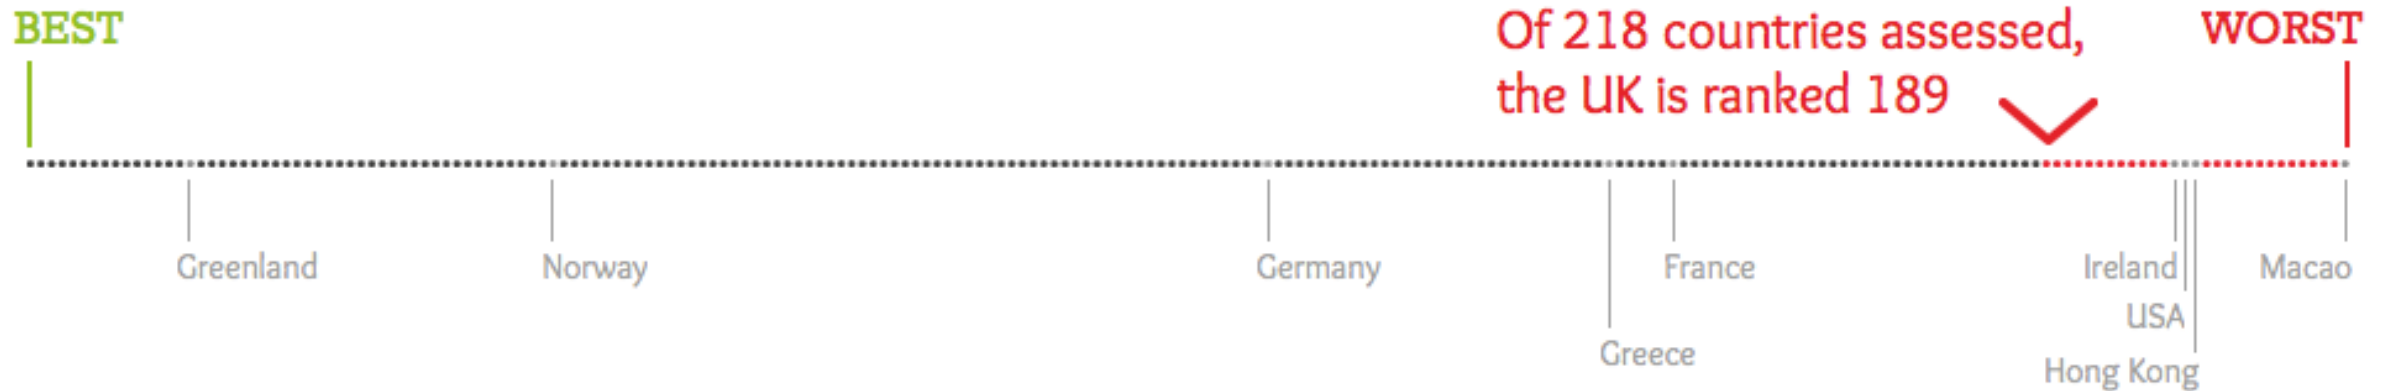 BEST
Of 218 countries assessed,
the UK is ranked 189
WORST
Greenland
Norway
Germany
Greece
France
Ireland
USA
Hong Kong
Macao